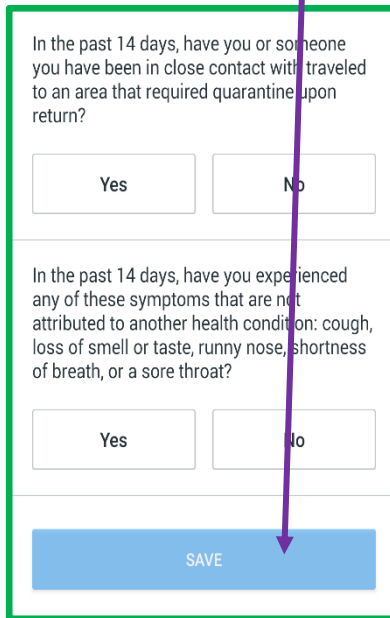 In the past 14 days, have you or someone
you have been in close contact with traveled
to an area that required quarantine upon
return?
Yes
No
In the past 14 days, have you experienced
any of these symptoms that are not
attributed to another health condition: cough,
loss of smell or taste, runny nose, shortness
of breath, or a sore throat?
Yes
No
SAVE